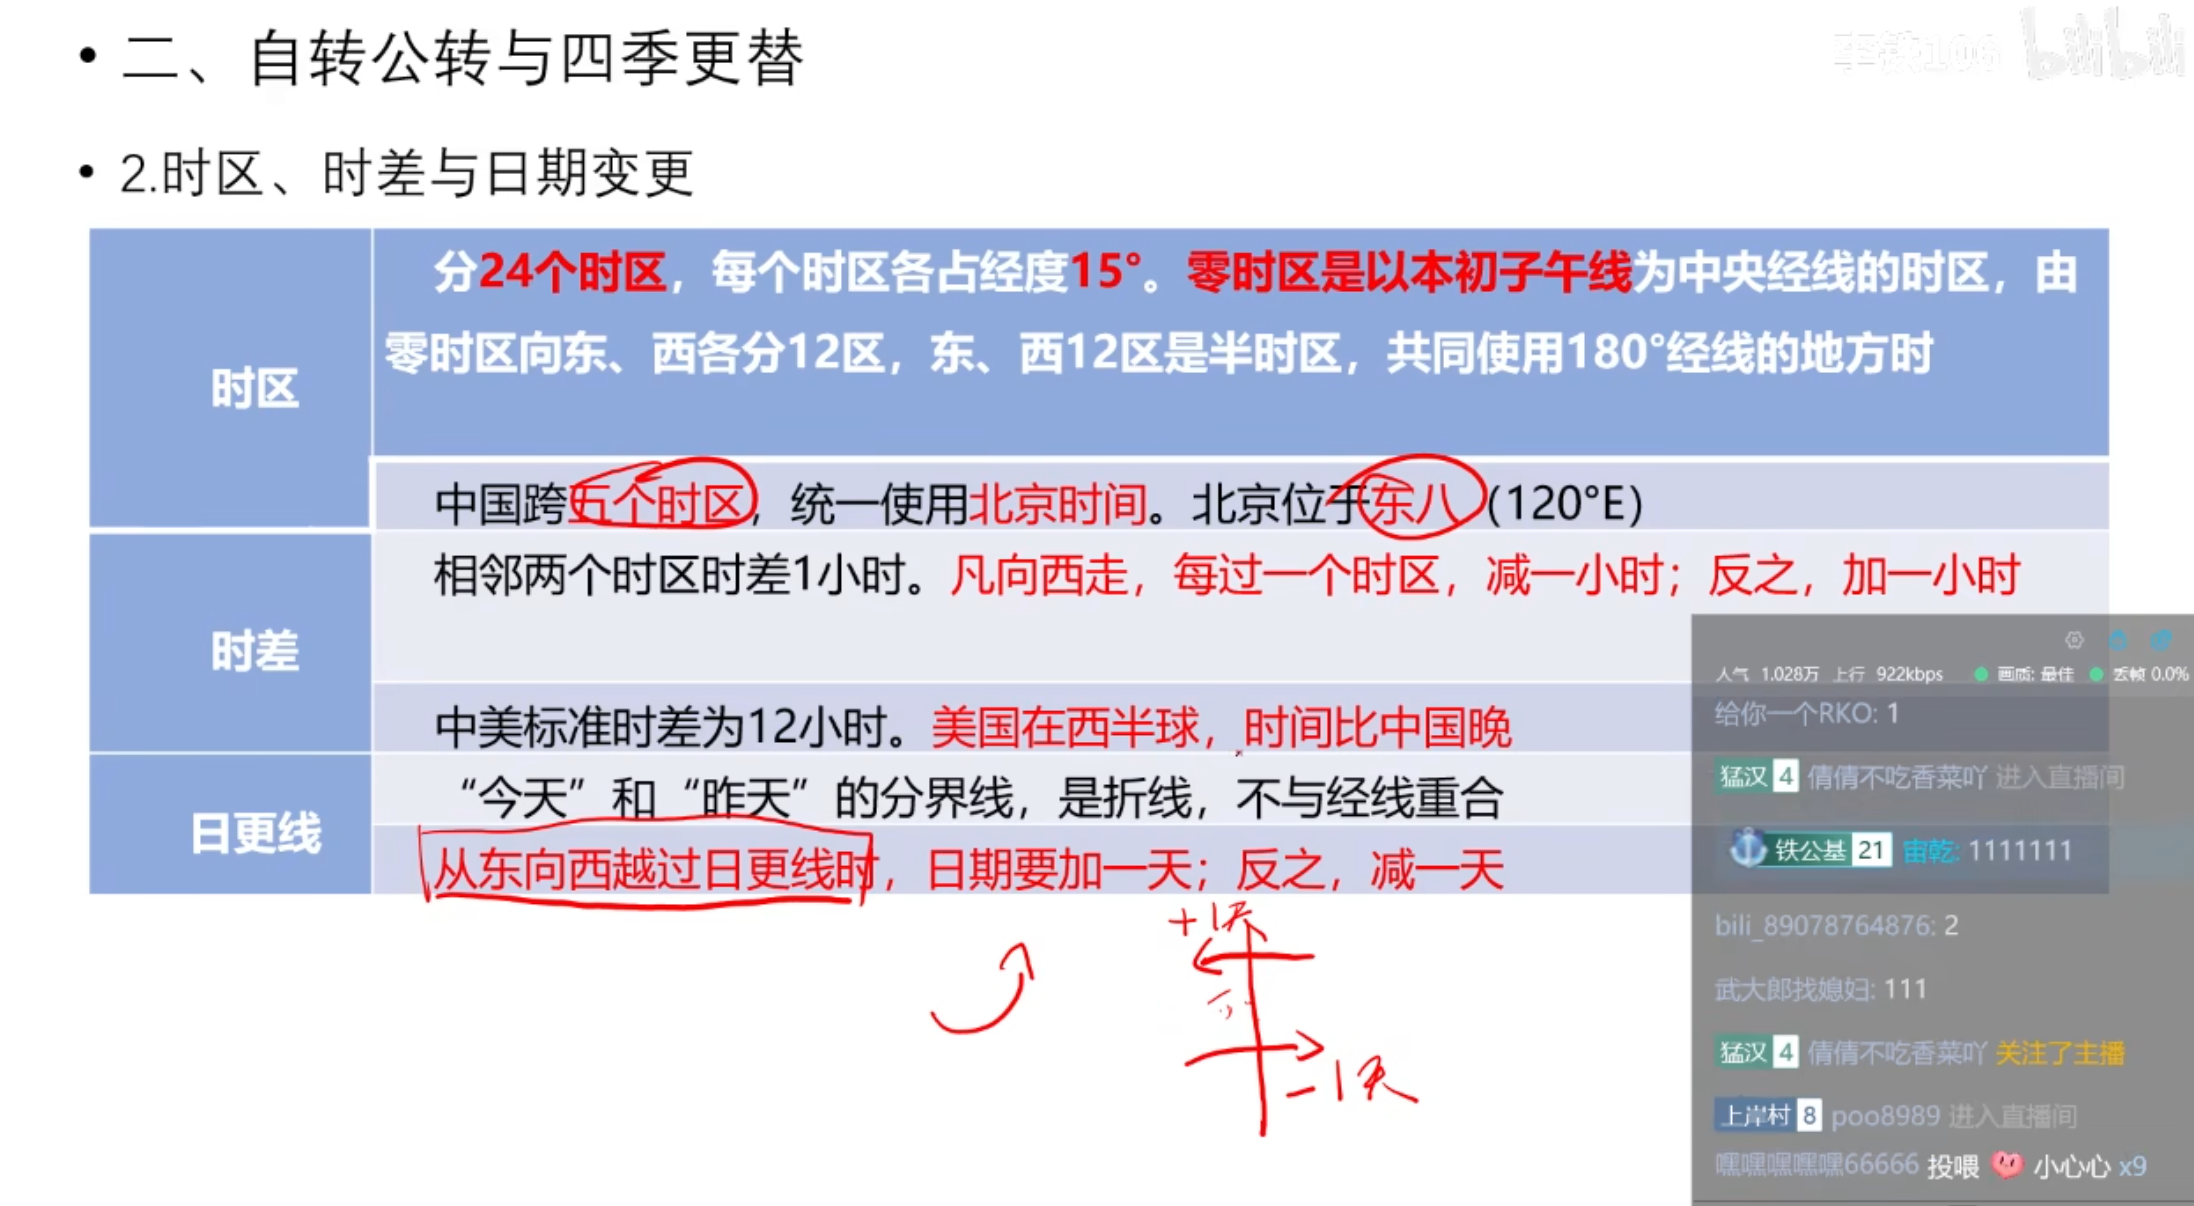 • 二、自转公转与四季更替
• 2.时区、时差与日期变更
bilibili
时区
分24个时区，每个时区各占经度15°。零时区是以本初子午线为中央经线的时区，由
零时区向东、西各分12区，东、西12区是半时区，共同使用180°经线的地方时
中国跨五个时区，统一使用北京时间。北京位于东八（120°E）
时差
相邻两个时区时差1小时。凡向西走，每过一个时区，减一小时；反之，加一小时
中美标准时差为12小时。美国在西半球，时间比中国晚
日更线
“今天”和“昨天”的分界线，是折线，不与经线重合
从东向西越过日更线时，日期要加一天；反之，减一天
+1天
-1天
人气 1.028万 上行 922kbps 画质: 最佳 丢帧 0.0%
给你一个RKO: 1
猛汉 4 倩倩不吃香菜吖 进入直播间
铁公基 21 宙乾: 1111111
bili_89078764876: 2
武大郎找媳妇: 111
猛汉 4 倩倩不吃香菜吖 关注了主播
上岸村 8 poo8989 进入直播间
嘿嘿嘿嘿嘿66666 投喂 小心心 x9